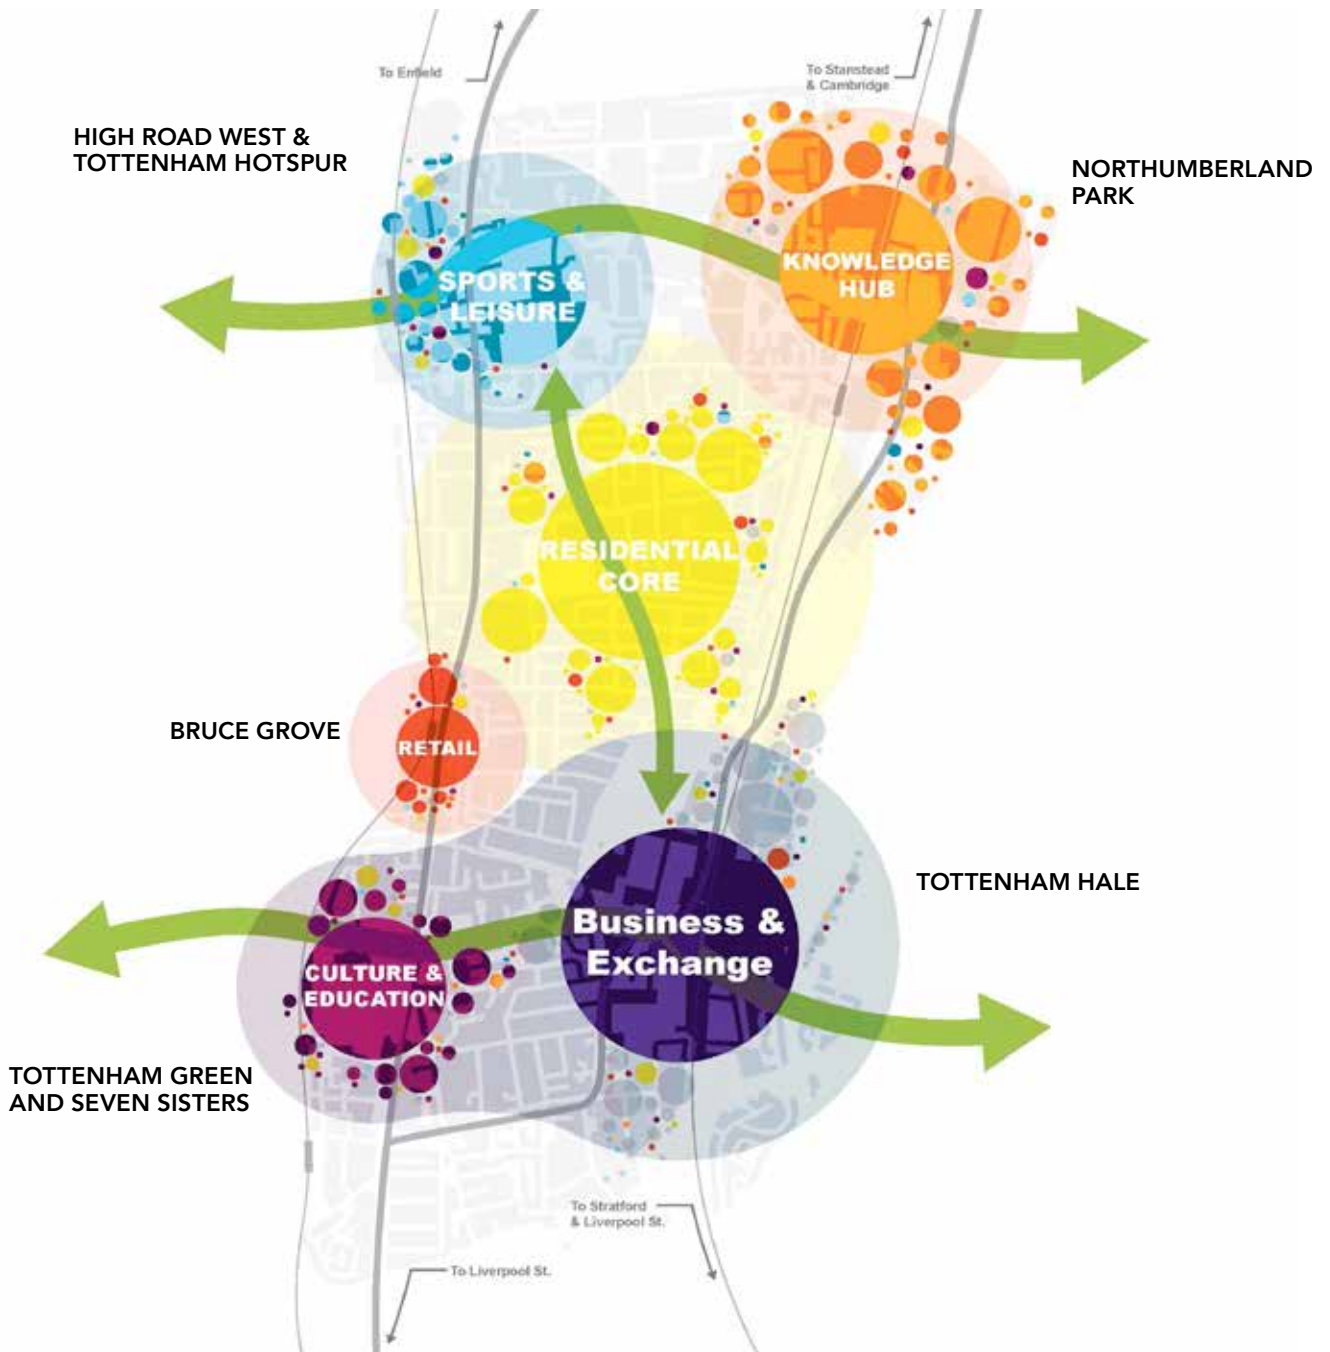 To Enfield
To Stanstead
& Cambridge
HIGH ROAD WEST &
TOTTENHAM HOTSPUR
NORTHUMBERLAND
PARK
KNOWLEDGE
HUB
SPORTS &
LEISURE
RESIDENTIAL
CORE
BRUCE GROVE
RETAIL
TOTTENHAM HALE
Business &
Exchange
CULTURE &
EDUCATION
TOTTENHAM GREEN
AND SEVEN SISTERS
To Stratford
& Liverpool St.
To Liverpool St.